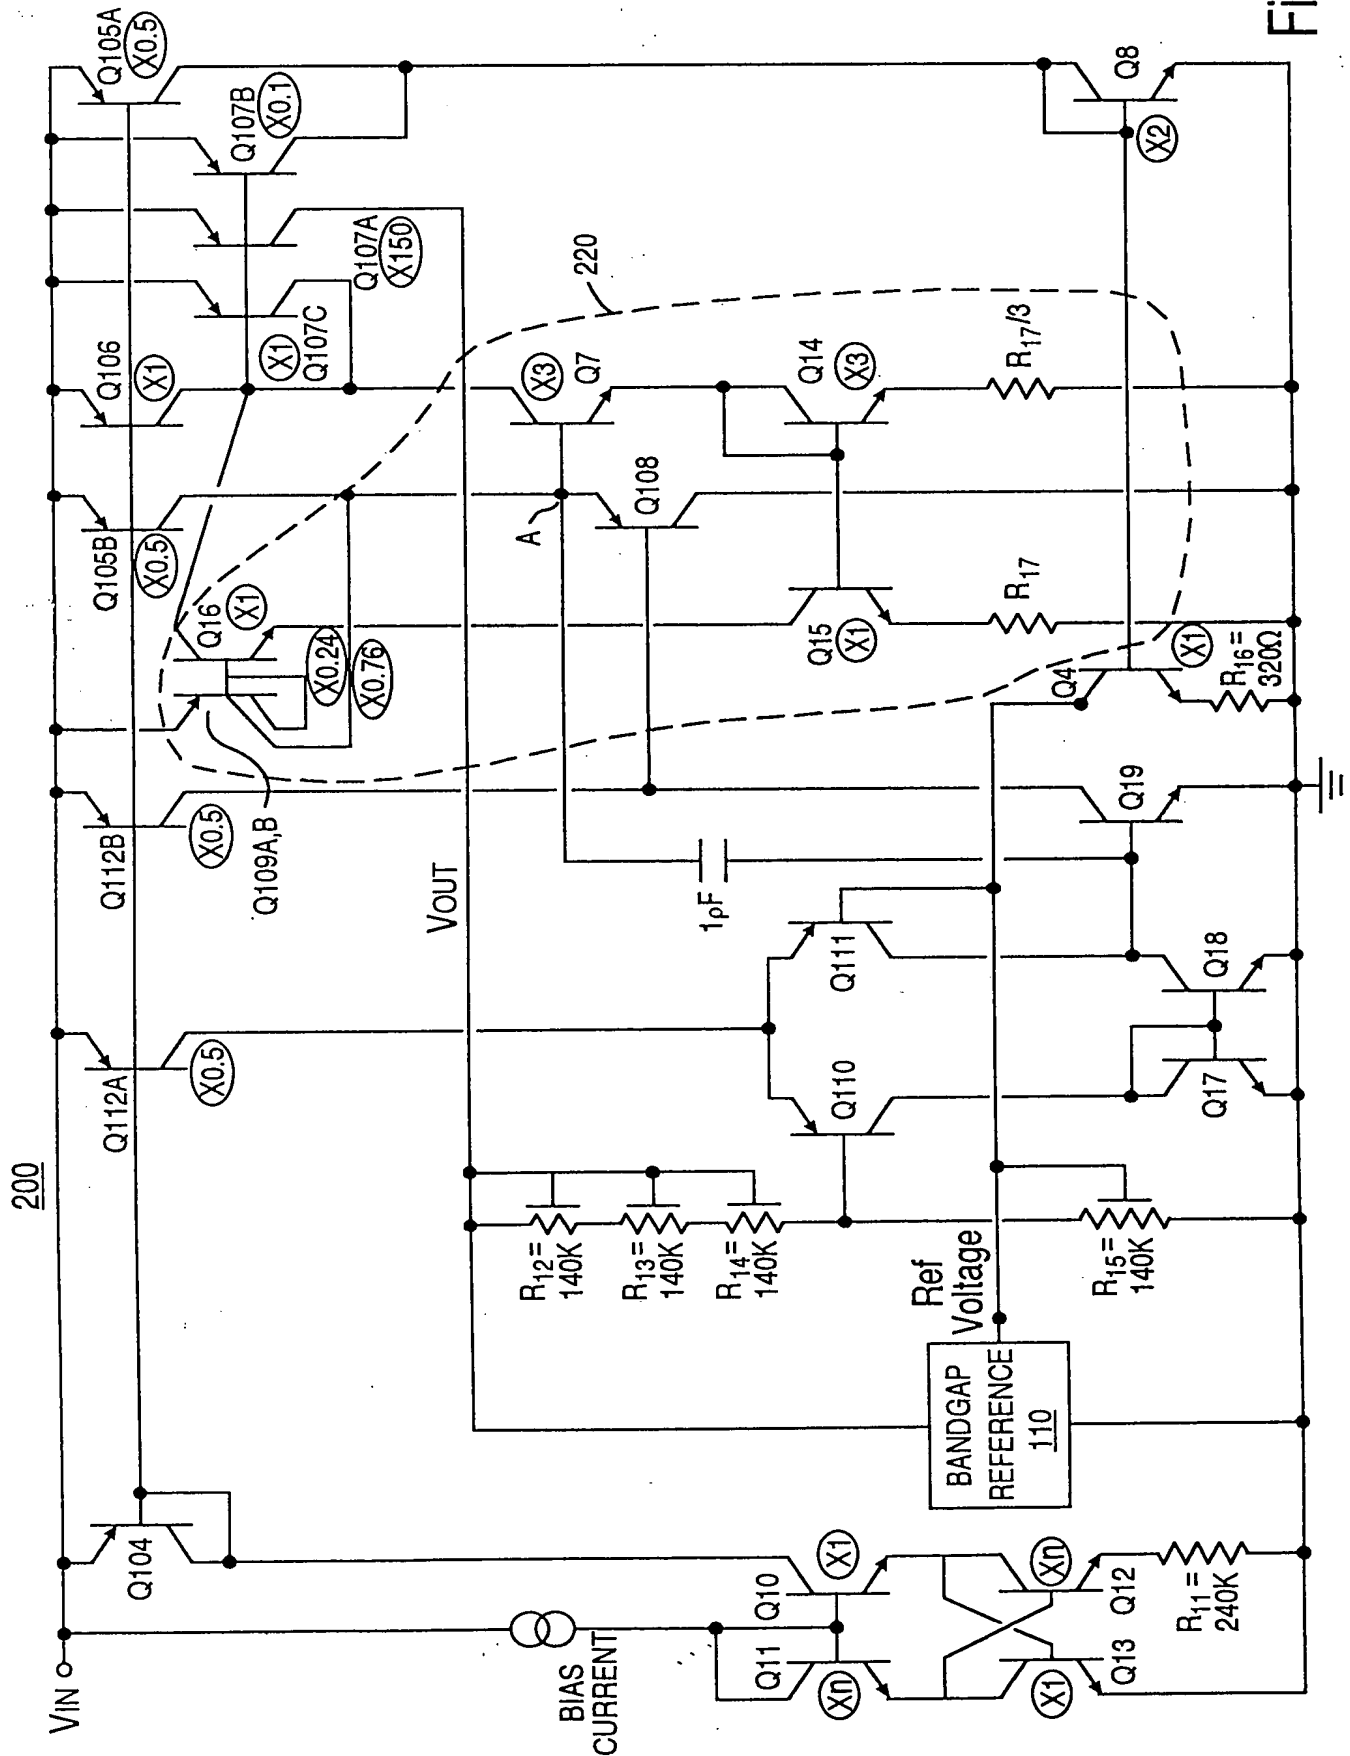 200
VIN
Q104
BIAS
CURRENT
Q11
Xn
Q10
X1
Q13
X1
Q12
Xn
R11=
240K
Q112A
X0.5
R12=
140K
R13=
140K
R14=
140K
R15=
140K
BANDGAP
REFERENCE
110
Ref
Voltage
VOUT
Q110
Q111
Q17
Q18
1pF
Q19
Q112B
X0.5
Q109A,B
Q16
X1
X0.24
X0.76
Q105B
X0.5
A
Q108
Q15
X1
R17
Q4
X1
R16=
320Ω
Q106
X1
X1
Q107C
X3
Q7
Q14
X3
R17/3
220
Q107A
X150
Q107B
X0.1
Q105A
X0.5
Q8
X2